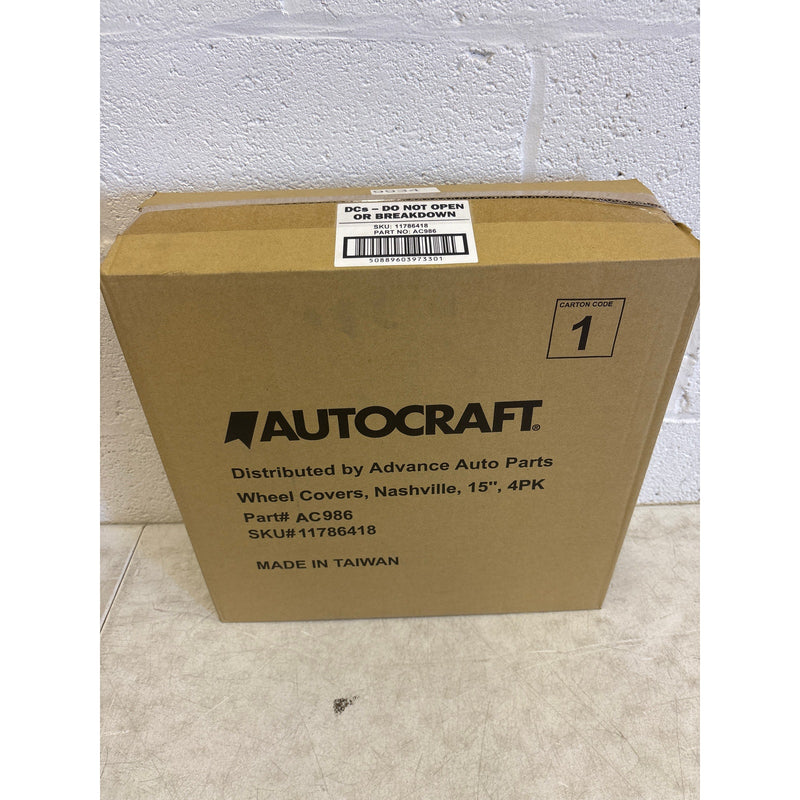 9934
DCs – DO NOT OPEN
OR BREAKDOWN
SKU: 11786418
PART NO: AC986
50889603973301
CARTON CODE
1
AUTOCRAFT®
Distributed by Advance Auto Parts
Wheel Covers, Nashville, 15", 4PK
Part# AC986
SKU#11786418
MADE IN TAIWAN